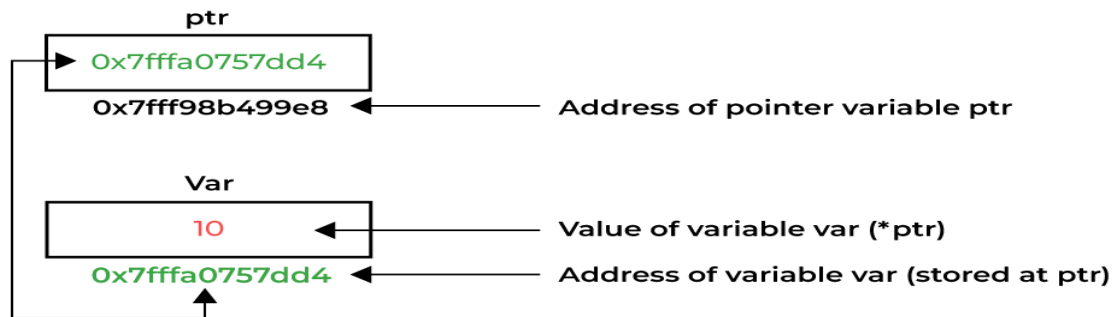 ptr
0x7fffa0757dd4
0x7fff98b499e8 Address of pointer variable ptr
Var
10 Value of variable var (*ptr)
0x7fffa0757dd4 Address of variable var (stored at ptr)